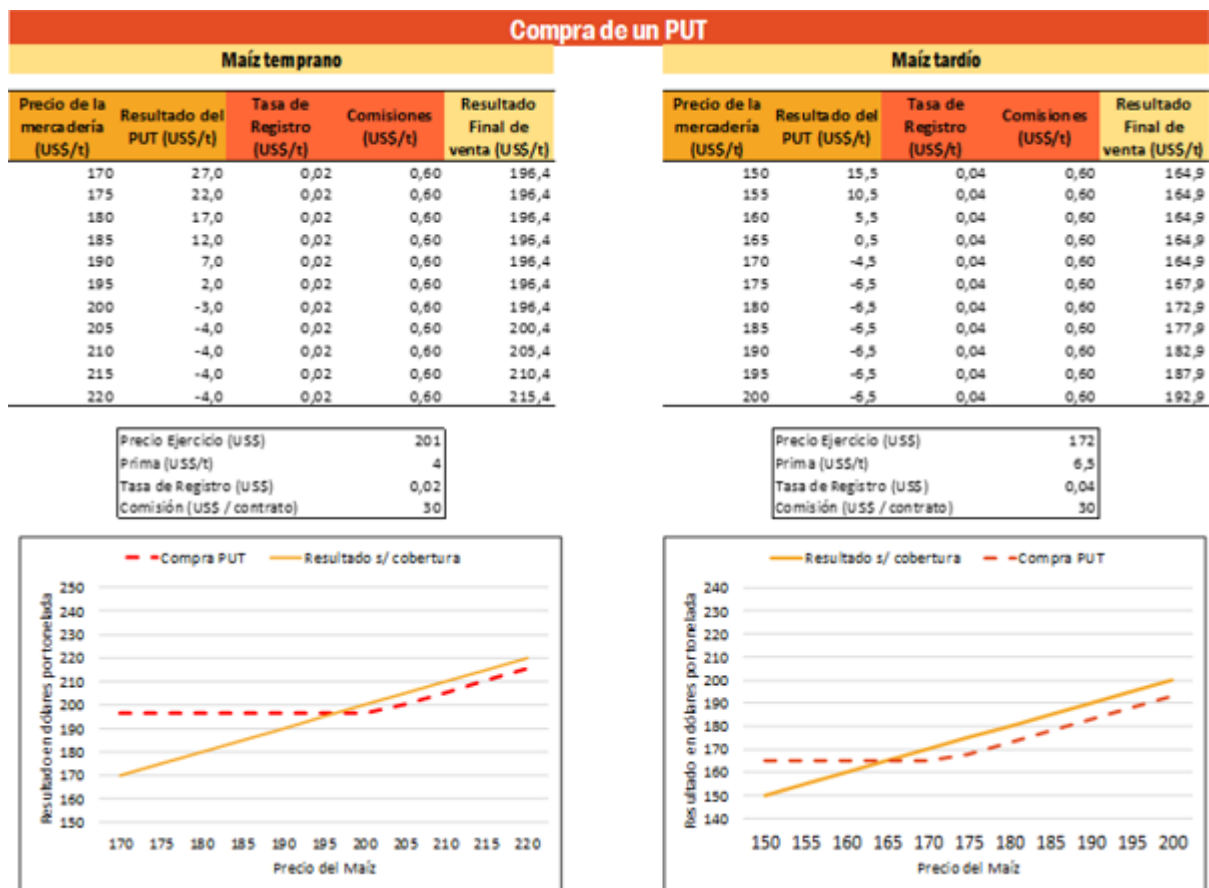 Compra de un PUT
Maíz temprano
Precio de la mercadería (US$/t) Resultado del PUT (US$/t) Tasa de Registro (US$/t) Comisiones (US$/t) Resultado Final de venta (US$/t)
170 27,0 0,02 0,60 196,4
175 22,0 0,02 0,60 196,4
180 17,0 0,02 0,60 196,4
185 12,0 0,02 0,60 196,4
190 7,0 0,02 0,60 196,4
195 2,0 0,02 0,60 196,4
200 -3,0 0,02 0,60 196,4
205 -4,0 0,02 0,60 200,4
210 -4,0 0,02 0,60 205,4
215 -4,0 0,02 0,60 210,4
220 -4,0 0,02 0,60 215,4
Precio Ejercicio (US$) 201
Prima (US$/t) 4
Tasa de Registro (US$) 0,02
Comisión (US$ / contrato) 30
Compra PUT Resultado s/ cobertura
Resultado en dólares por tonelada
250
240
230
220
210
200
190
180
170
160
150
170 175 180 185 190 195 200 205 210 215 220
Precio del Maíz
Maíz tardío
Precio de la mercadería (US$/t) Resultado del PUT (US$/t) Tasa de Registro (US$/t) Comisiones (US$/t) Resultado Final de venta (US$/t)
150 15,5 0,04 0,60 164,9
155 10,5 0,04 0,60 164,9
160 5,5 0,04 0,60 164,9
165 0,5 0,04 0,60 164,9
170 -4,5 0,04 0,60 164,9
175 -6,5 0,04 0,60 167,9
180 -6,5 0,04 0,60 172,9
185 -6,5 0,04 0,60 177,9
190 -6,5 0,04 0,60 182,9
195 -6,5 0,04 0,60 187,9
200 -6,5 0,04 0,60 192,9
Precio Ejercicio (US$) 172
Prima (US$/t) 6,5
Tasa de Registro (US$) 0,04
Comisión (US$ / contrato) 30
Resultado s/ cobertura Compra PUT
Resultado en dólares por tonelada
240
230
220
210
200
190
180
170
160
150
140
150 155 160 165 170 175 180 185 190 195 200
Precio del Maíz